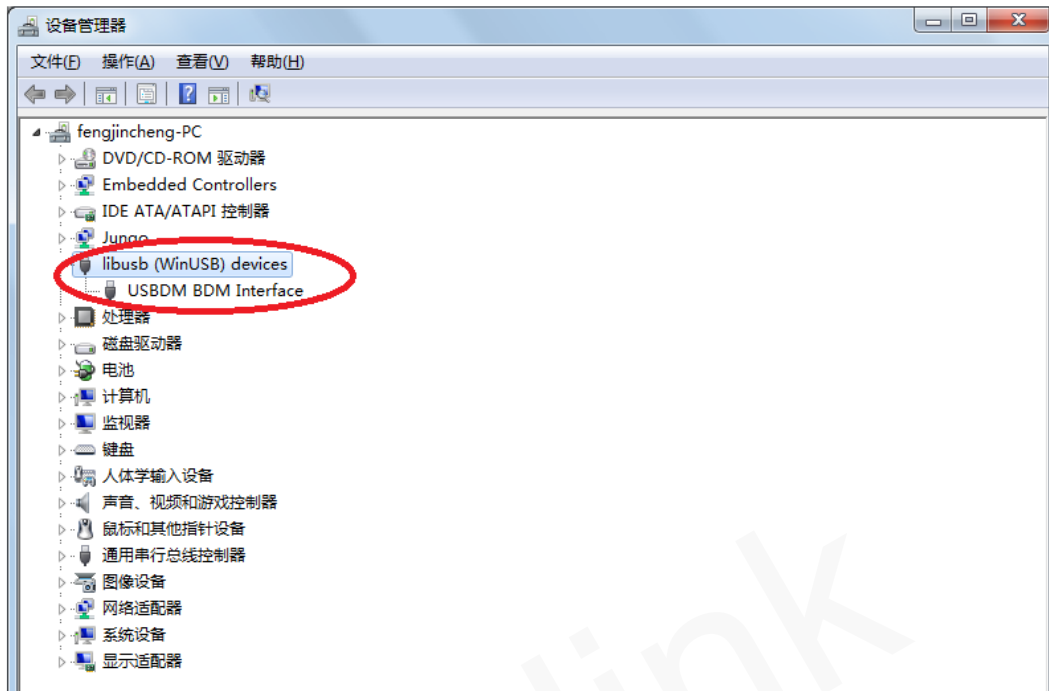 设备管理器
文件(F) 操作(A) 查看(V) 帮助(H)
fengjincheng-PC
DVD/CD-ROM 驱动器
Embedded Controllers
IDE ATA/ATAPI 控制器
Jungo
libusb (WinUSB) devices
USBDM BDM Interface
处理器
磁盘驱动器
电池
计算机
监视器
键盘
人体学输入设备
声音、视频和游戏控制器
鼠标和其他指针设备
通用串行总线控制器
图像设备
网络适配器
系统设备
显示适配器
link